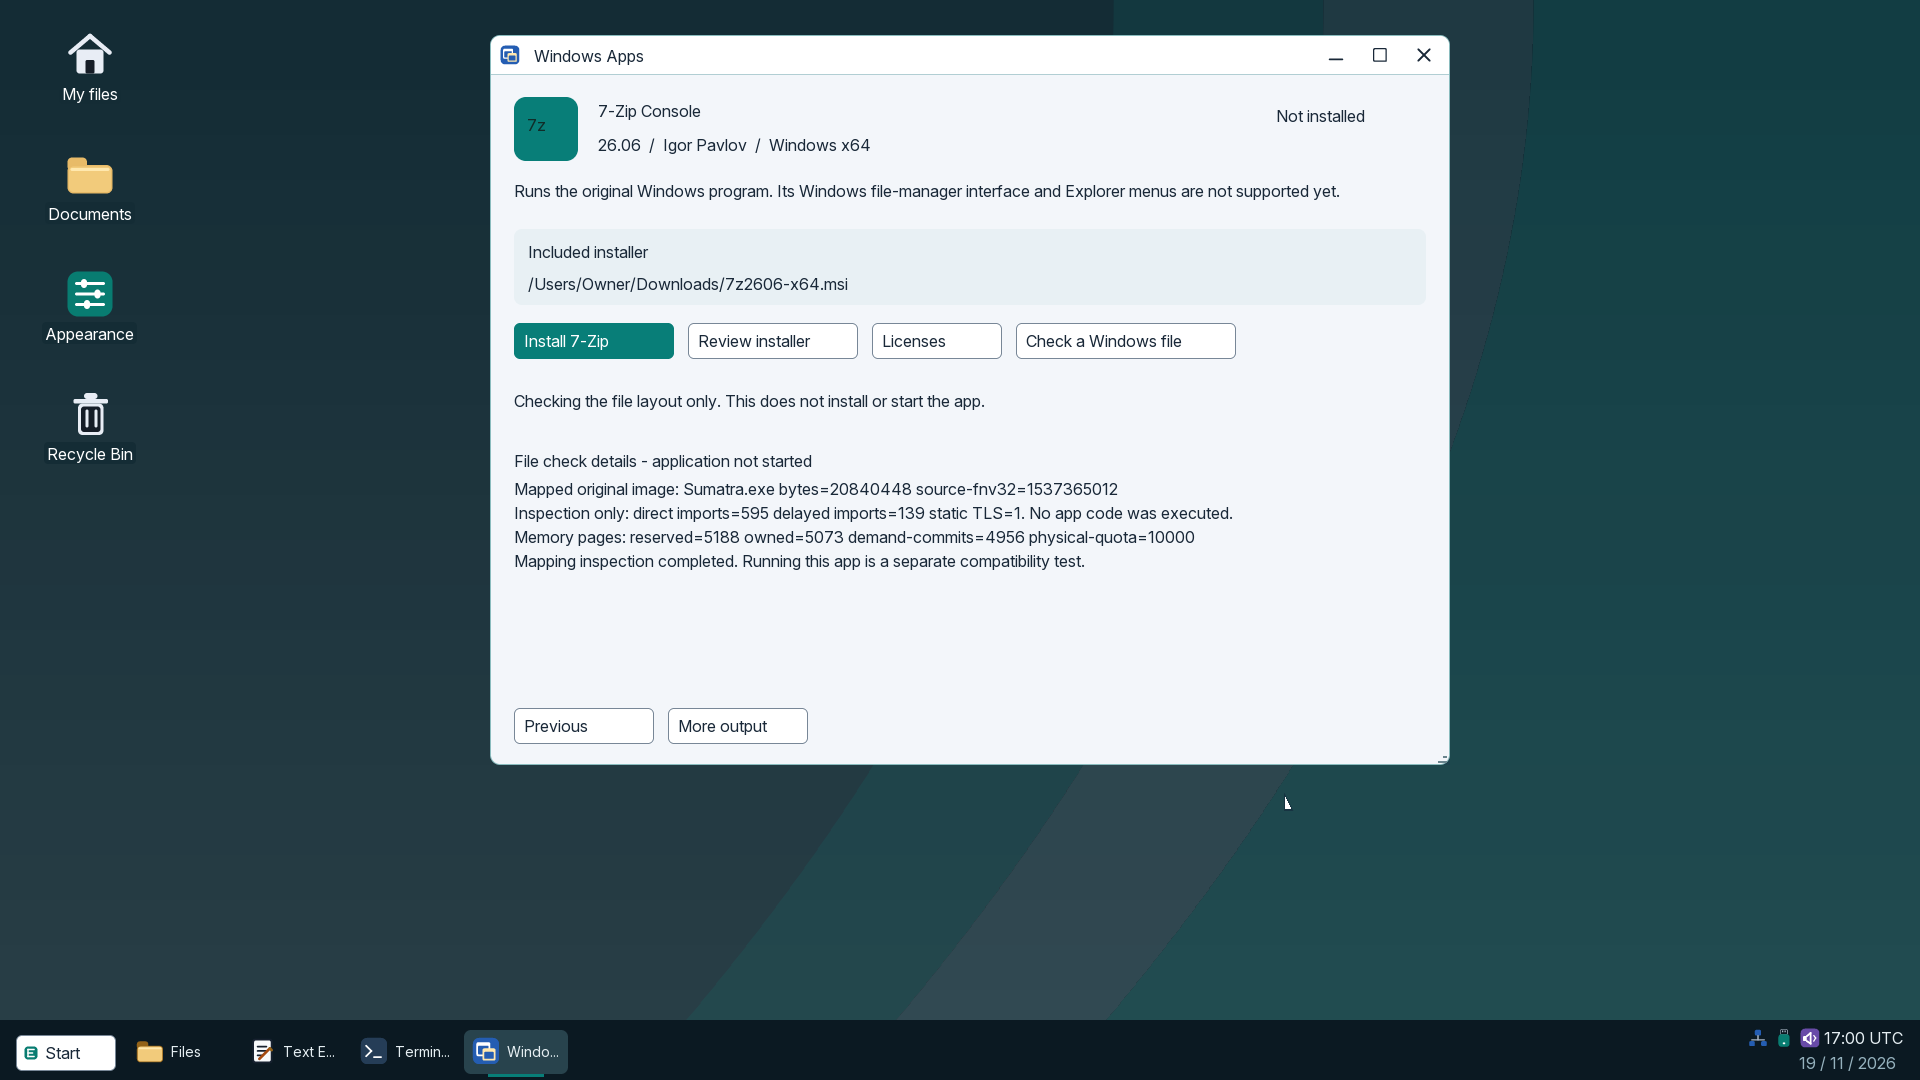 My files
Documents
Appearance
Recycle Bin
Windows Apps
7z
7-Zip Console
26.06 / Igor Pavlov / Windows x64
Not installed
Runs the original Windows program. Its Windows file-manager interface and Explorer menus are not supported yet.
Included installer
/Users/Owner/Downloads/7z2606-x64.msi
Install 7-Zip
Review installer
Licenses
Check a Windows file
Checking the file layout only. This does not install or start the app.
File check details - application not started
Mapped original image: Sumatra.exe bytes=20840448 source-fnv32=1537365012
Inspection only: direct imports=595 delayed imports=139 static TLS=1. No app code was executed.
Memory pages: reserved=5188 owned=5073 demand-commits=4956 physical-quota=10000
Mapping inspection completed. Running this app is a separate compatibility test.
Previous
More output
E Start
Files
Text E...
Termin...
Windo...
17:00 UTC
19 / 11 / 2026